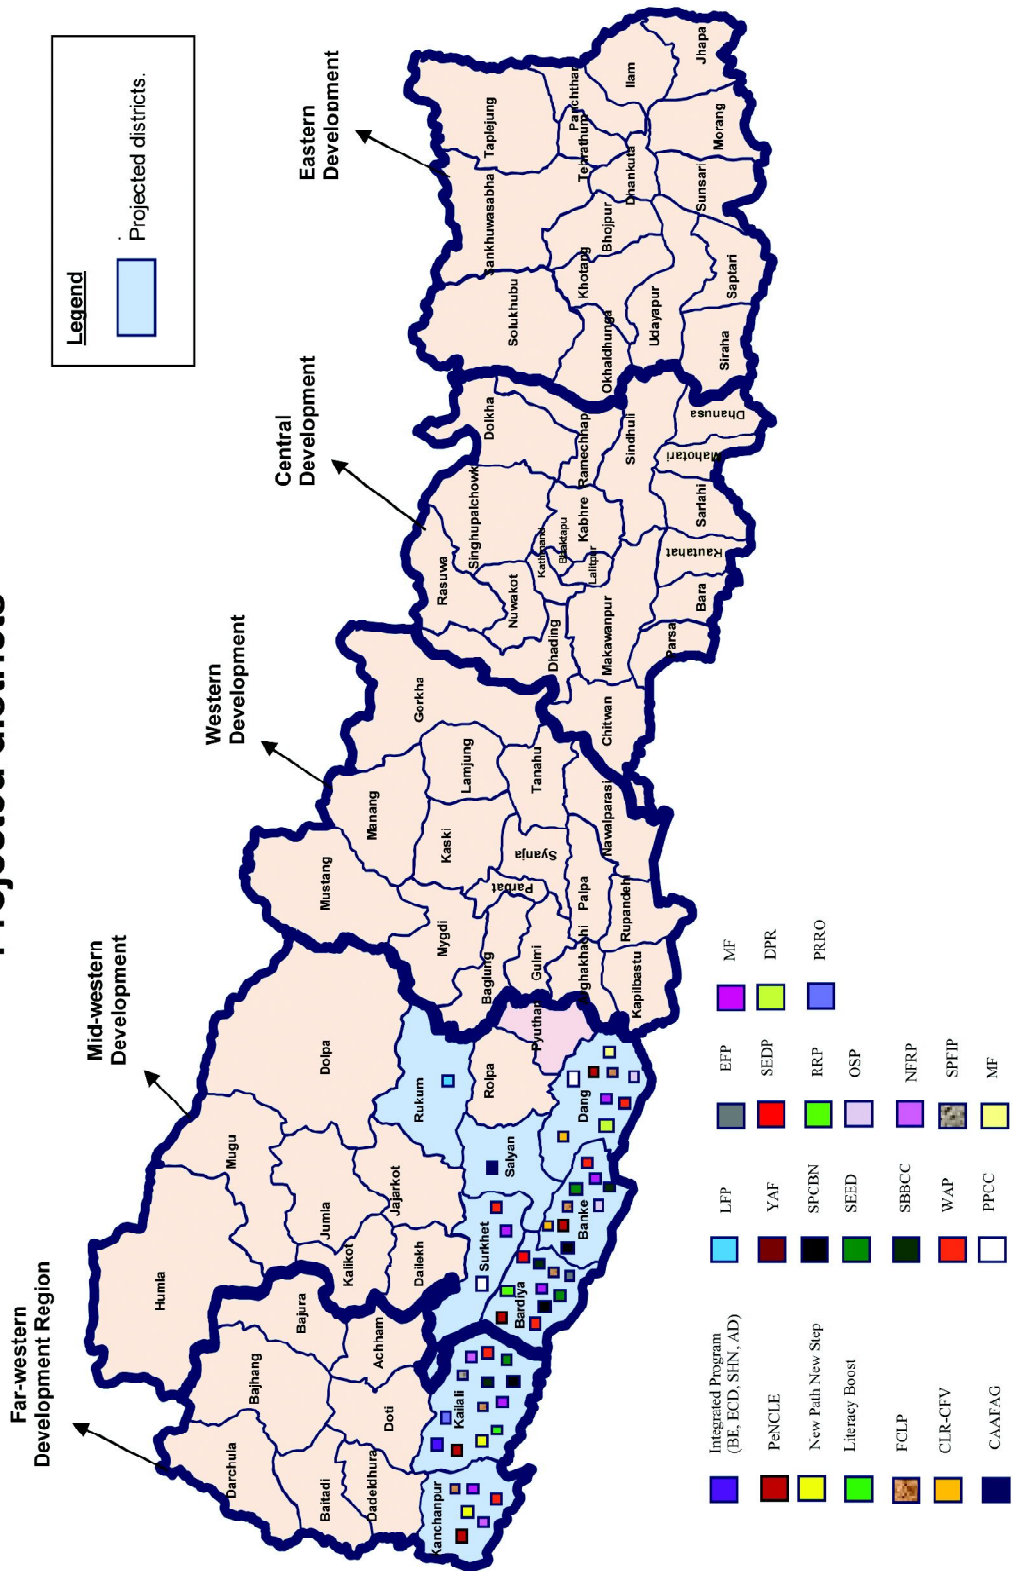 Projected districts
Legend
Projected districts.
Far-western
Development Region
Mid-western
Development
Western
Development
Central
Development
Eastern
Development
Darchula
Bajhang
Bajura
Baitadi
Dadeldhura
Doti
Achham
Kanchanpur
Kailali
Humla
Mugu
Jumla
Kalikot
Dailekh
Jajarkot
Dolpa
Rukum
Rolpa
Salyan
Surkhet
Bardiya
Banke
Dang
Pyuthan
Mustang
Manang
Gorkha
Mygdi
Kaski
Lamjung
Baglung
Parbat
Syanja
Tanahu
Gulmi
Arghakhachi
Palpa
Nawalparasi
Rupandehi
Kapilbastu
Rasuwa
Singhupalchowk
Dolkha
Nuwakot
Dhading
Kathmand
Bhaktapu
Lalitpur
Kabhre
Ramechhap
Sindhuli
Makawanpur
Chitwan
Parsa
Bara
Rautahat
Sarlahi
Mahotari
Dhanusa
Solukhubu
Sankhuwasabha
Taplejung
Okhaldhunga
Khotang
Bhojpur
Terathum
Panchthar
Dhankuta
Ilam
Udayapur
Siraha
Saptari
Sunsari
Morang
Jhapa
Integrated Program
(BE, ECD, SHN, AD)
LFP
EFP
MF
PeNCLE
YAF
SEDP
DPR
New Path New Step
SPCBN
RRP
PRRO
Literacy Boost
SEED
OSP
FCLP
SBBCC
NFRP
CLR-CFV
WAP
SPFIP
CAAFAG
PPCC
MF